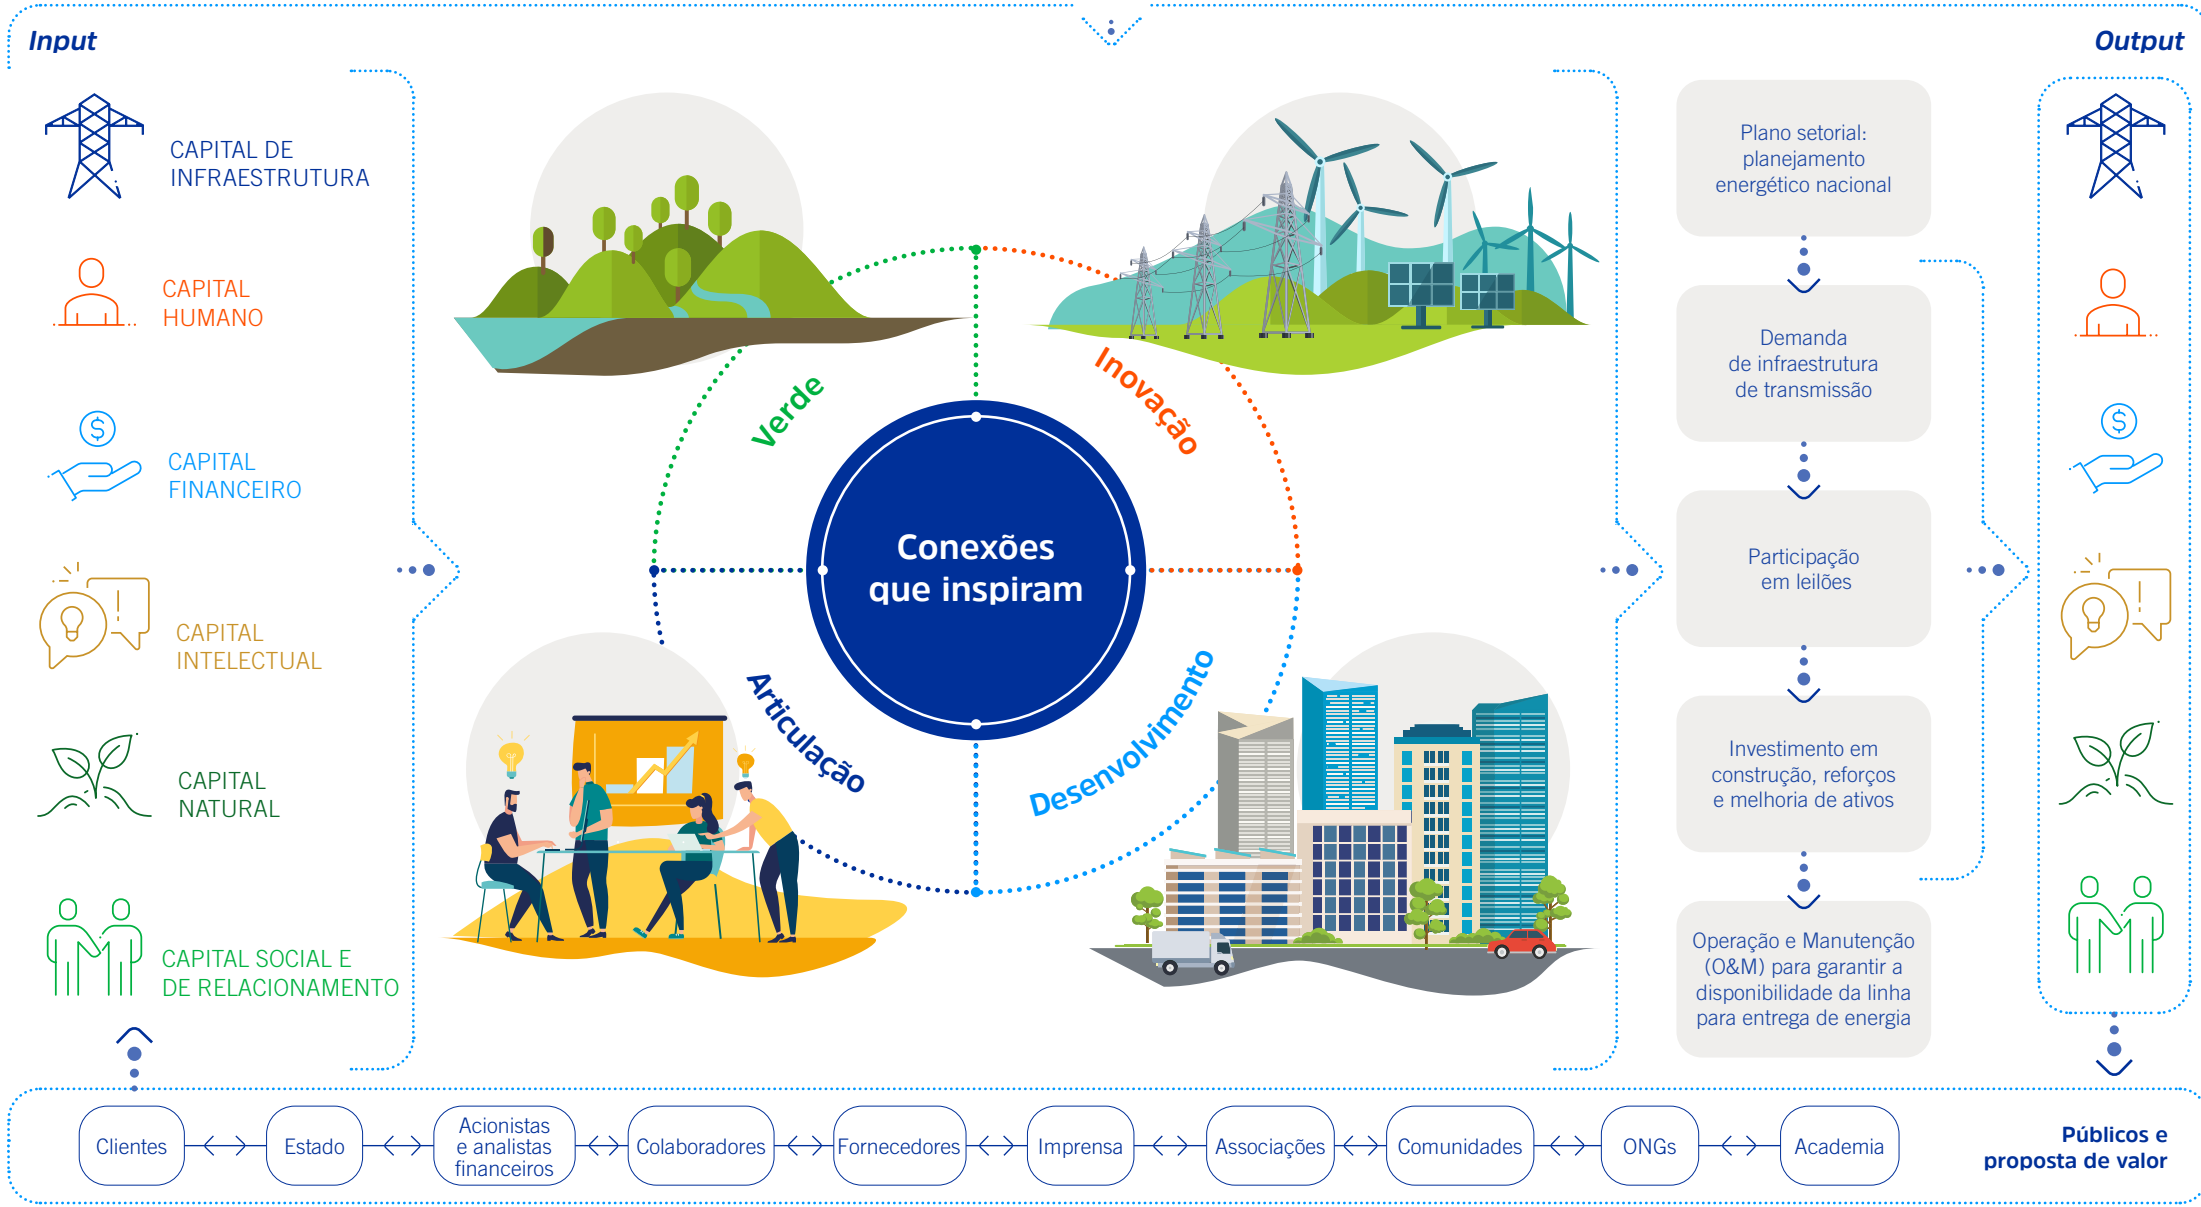 Input
Output
CAPITAL DE
INFRAESTRUTURA
CAPITAL
HUMANO
CAPITAL
FINANCEIRO
CAPITAL
INTELECTUAL
CAPITAL
NATURAL
CAPITAL SOCIAL E
DE RELACIONAMENTO
Verde
Inovação
Conexões
que inspiram
Articulação
Desenvolvimento
Plano setorial:
planejamento
energético nacional
Demanda
de infraestrutura
de transmissão
Participação
em leilões
Investimento em
construção, reforços
e melhoria de ativos
Operação e Manutenção
(O&M) para garantir a
disponibilidade da linha
para entrega de energia
Clientes
Estado
Acionistas
e analistas
financeiros
Colaboradores
Fornecedores
Imprensa
Associações
Comunidades
ONGs
Academia
Públicos e
proposta de valor